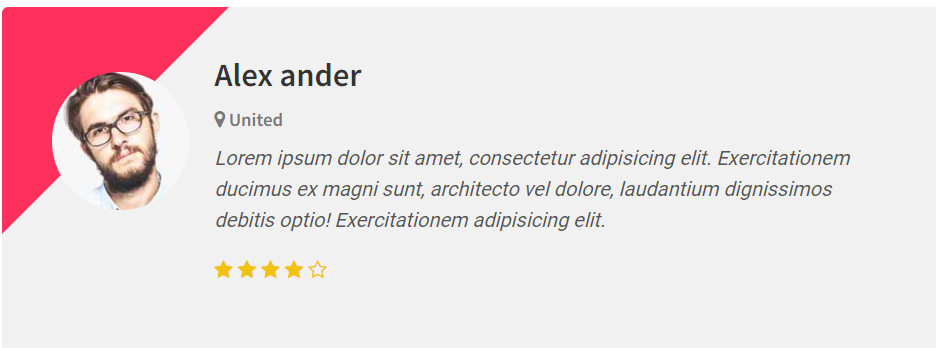 Alex ander
United
Lorem ipsum dolor sit amet, consectetur adipisicing elit. Exercitationem
ducimus ex magni sunt, architecto vel dolore, laudantium dignissimos
debitis optio! Exercitationem adipisicing elit.